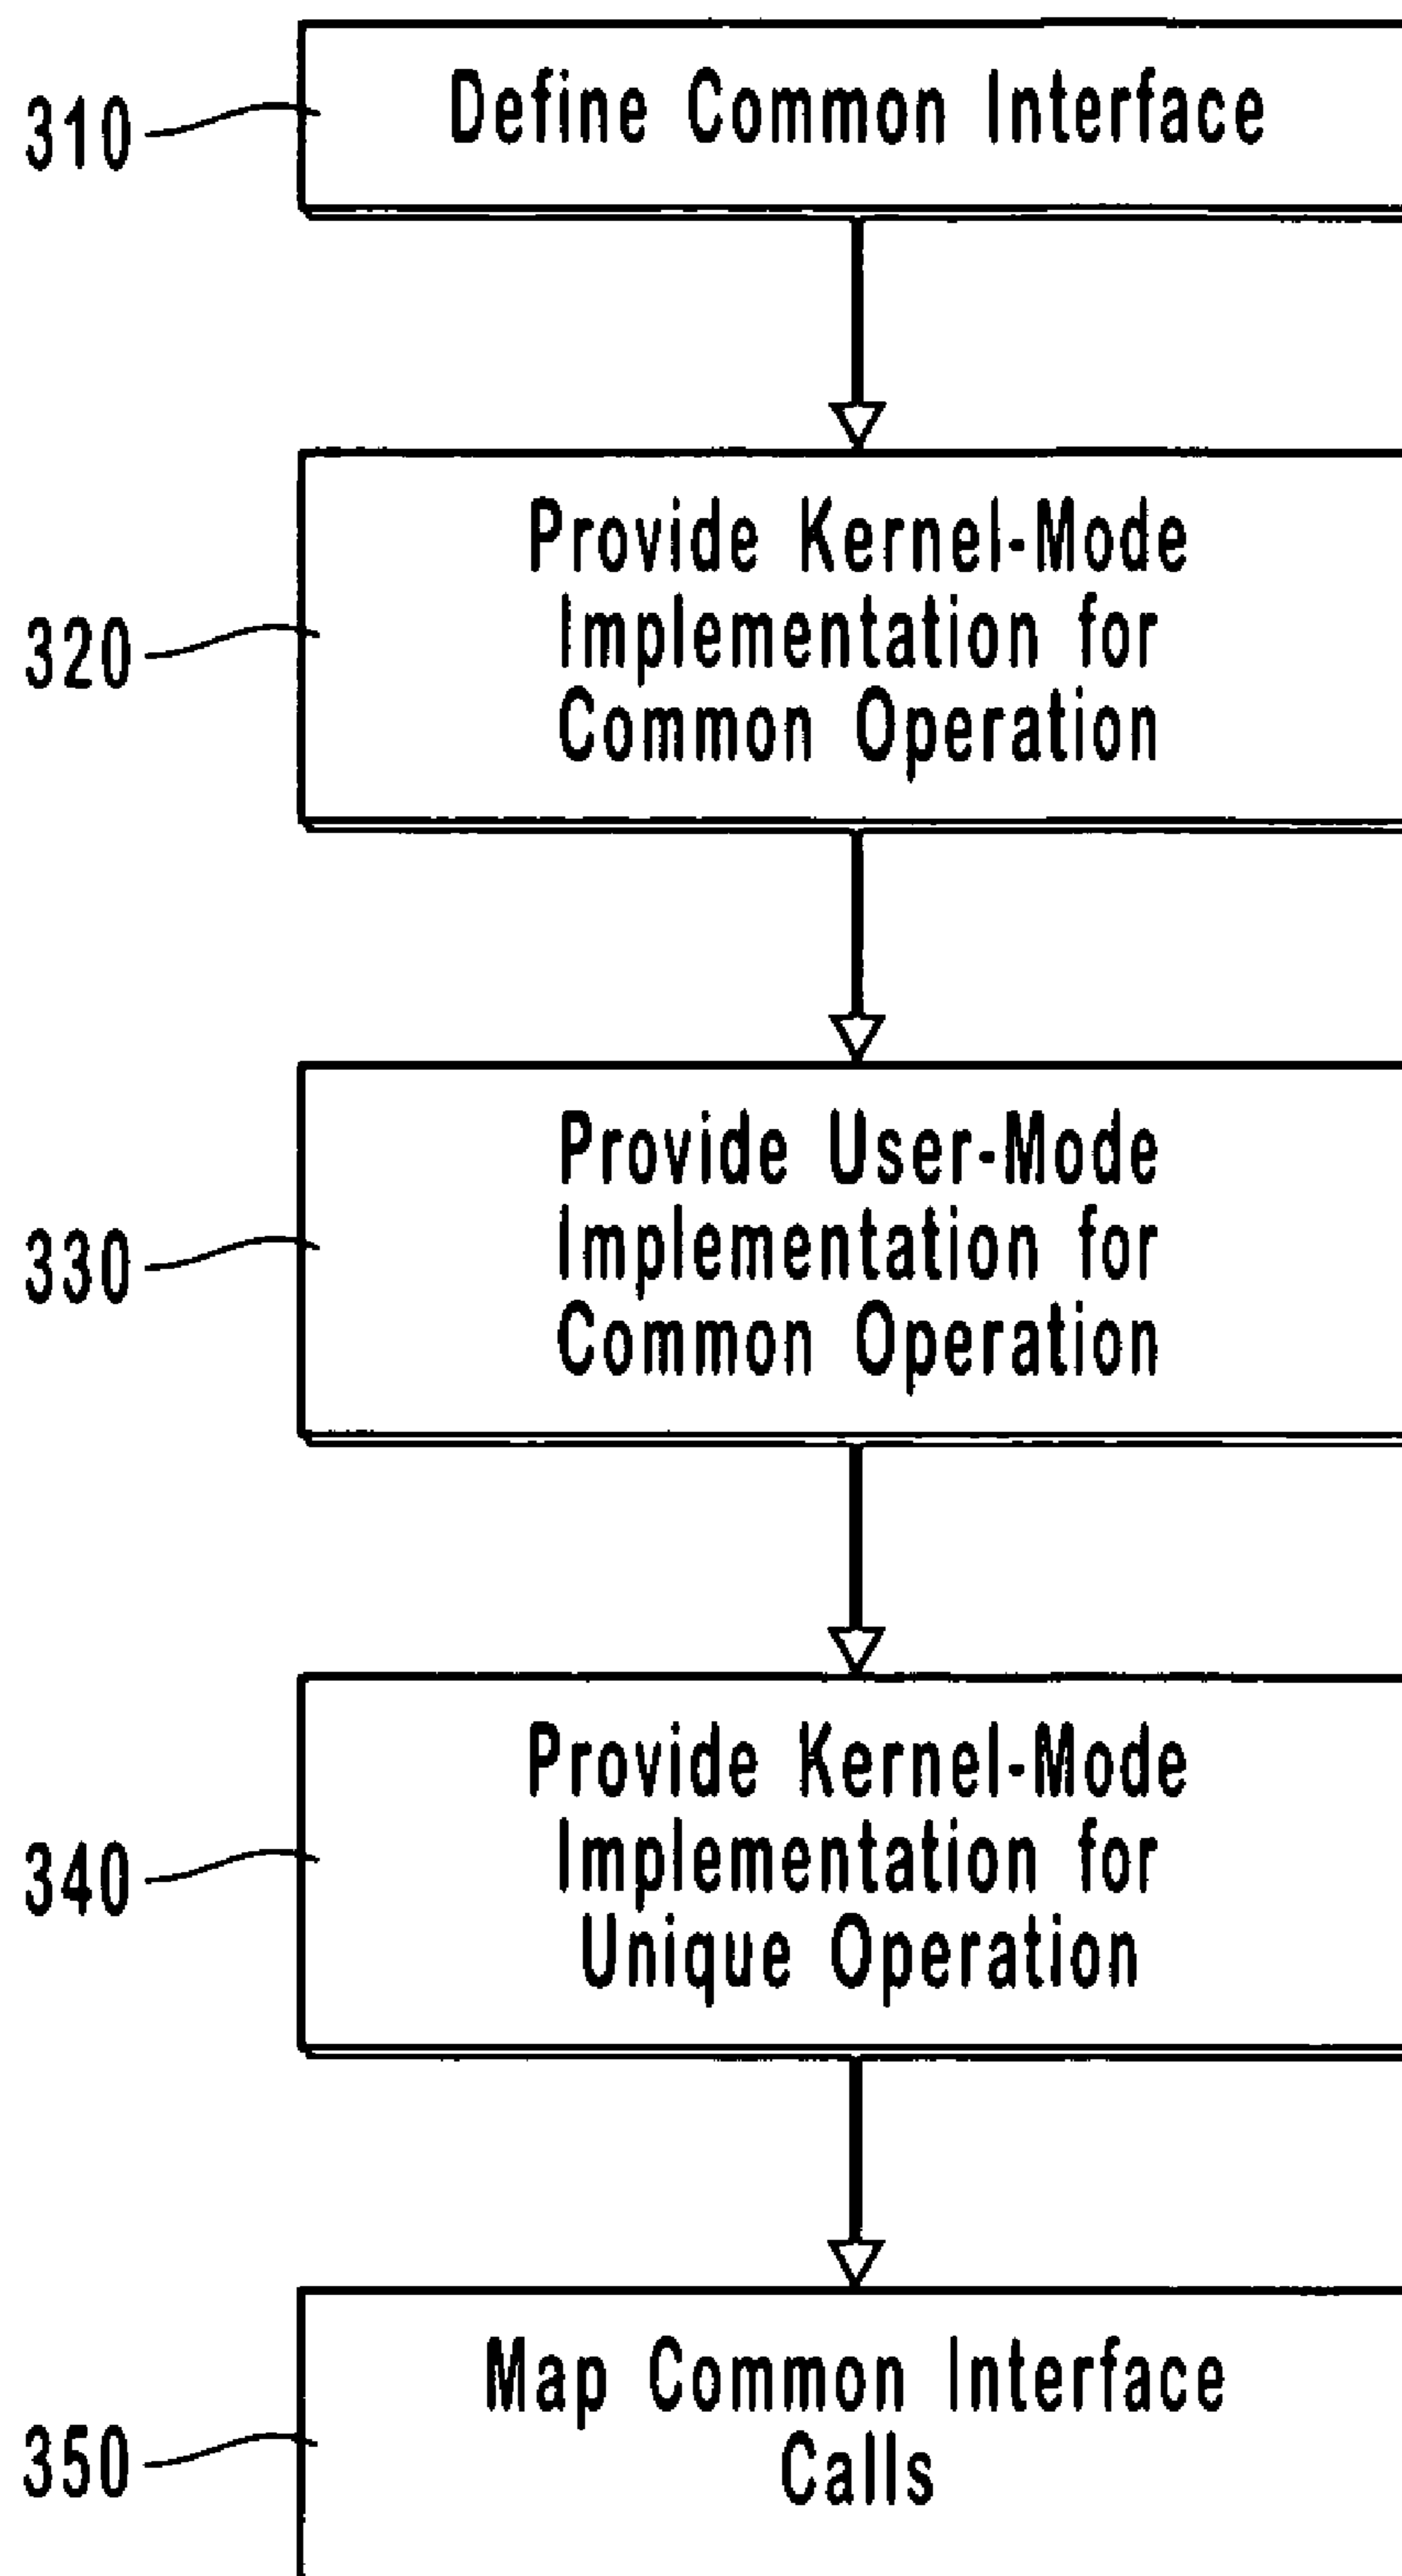 310
Define Common Interface
320
Provide Kernel-Mode
Implementation for
Common Operation
330
Provide User-Mode
Implementation for
Common Operation
340
Provide Kernel-Mode
Implementation for
Unique Operation
350
Map Common Interface
Calls